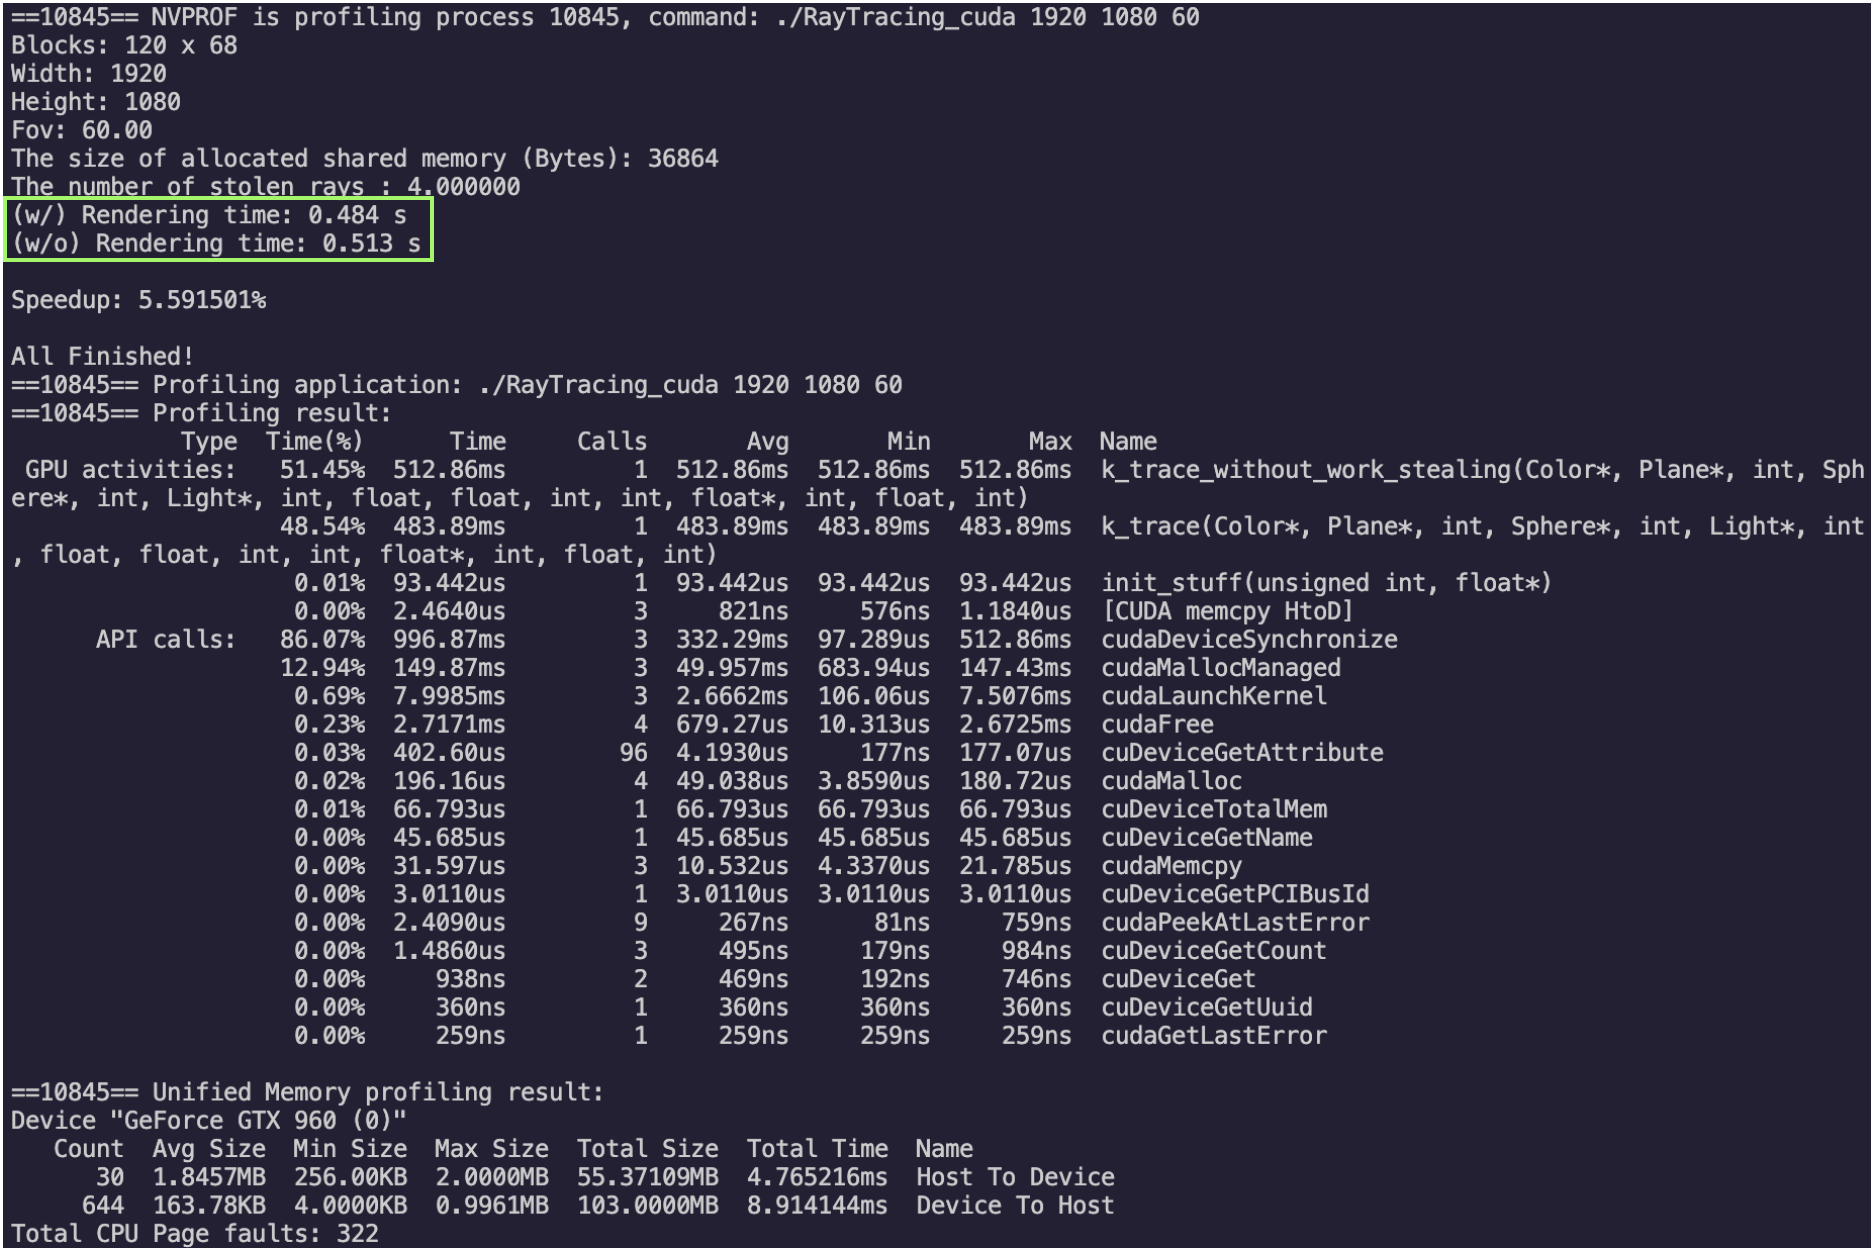 ==10845== NVPROF is profiling process 10845, command: ./RayTracing_cuda 1920 1080 60
Blocks: 120 x 68
Width: 1920
Height: 1080
Fov: 60.00
The size of allocated shared memory (Bytes): 36864
The number of stolen rays : 4.000000
(w/) Rendering time: 0.484 s
(w/o) Rendering time: 0.513 s
Speedup: 5.591501%
All Finished!
==10845== Profiling application: ./RayTracing_cuda 1920 1080 60
==10845== Profiling result:
            Type  Time(%)      Time     Calls       Avg       Min       Max  Name
 GPU activities:   51.45%  512.86ms         1  512.86ms  512.86ms  512.86ms  k_trace_without_work_stealing(Color*, Plane*, int, Sph
ere*, int, Light*, int, float, float, int, int, float*, int, float, int)
                    48.54%  483.89ms         1  483.89ms  483.89ms  483.89ms  k_trace(Color*, Plane*, int, Sphere*, int, Light*, int
, float, float, int, int, float*, int, float, int)
                    0.01%  93.442us         1  93.442us  93.442us  93.442us  init_stuff(unsigned int, float*)
                    0.00%  2.4640us         3     821ns     576ns  1.1840us  [CUDA memcpy HtoD]
      API calls:   86.07%  996.87ms         3  332.29ms  97.289us  512.86ms  cudaDeviceSynchronize
                   12.94%  149.87ms         3  49.957ms  683.94us  147.43ms  cudaMallocManaged
                    0.69%  7.9985ms         3  2.6662ms  106.06us  7.5076ms  cudaLaunchKernel
                    0.23%  2.7171ms         4  679.27us  10.313us  2.6725ms  cudaFree
                    0.03%  402.60us        96  4.1930us     177ns  177.07us  cuDeviceGetAttribute
                    0.02%  196.16us         4  49.038us  3.8590us  180.72us  cudaMalloc
                    0.01%  66.793us         1  66.793us  66.793us  66.793us  cuDeviceTotalMem
                    0.00%  45.685us         1  45.685us  45.685us  45.685us  cuDeviceGetName
                    0.00%  31.597us         3  10.532us  4.3370us  21.785us  cudaMemcpy
                    0.00%  3.0110us         1  3.0110us  3.0110us  3.0110us  cuDeviceGetPCIBusId
                    0.00%  2.4090us         9     267ns      81ns     759ns  cudaPeekAtLastError
                    0.00%  1.4860us         3     495ns     179ns     984ns  cuDeviceGetCount
                    0.00%     938ns         2     469ns     192ns     746ns  cuDeviceGet
                    0.00%     360ns         1     360ns     360ns     360ns  cuDeviceGetUuid
                    0.00%     259ns         1     259ns     259ns     259ns  cudaGetLastError
==10845== Unified Memory profiling result:
Device "GeForce GTX 960 (0)"
   Count  Avg Size  Min Size  Max Size  Total Size  Total Time  Name
      30  1.8457MB  256.00KB  2.0000MB  55.37109MB  4.765216ms  Host To Device
     644  163.78KB  4.0000KB  0.9961MB  103.0000MB  8.914144ms  Device To Host
Total CPU Page faults: 322